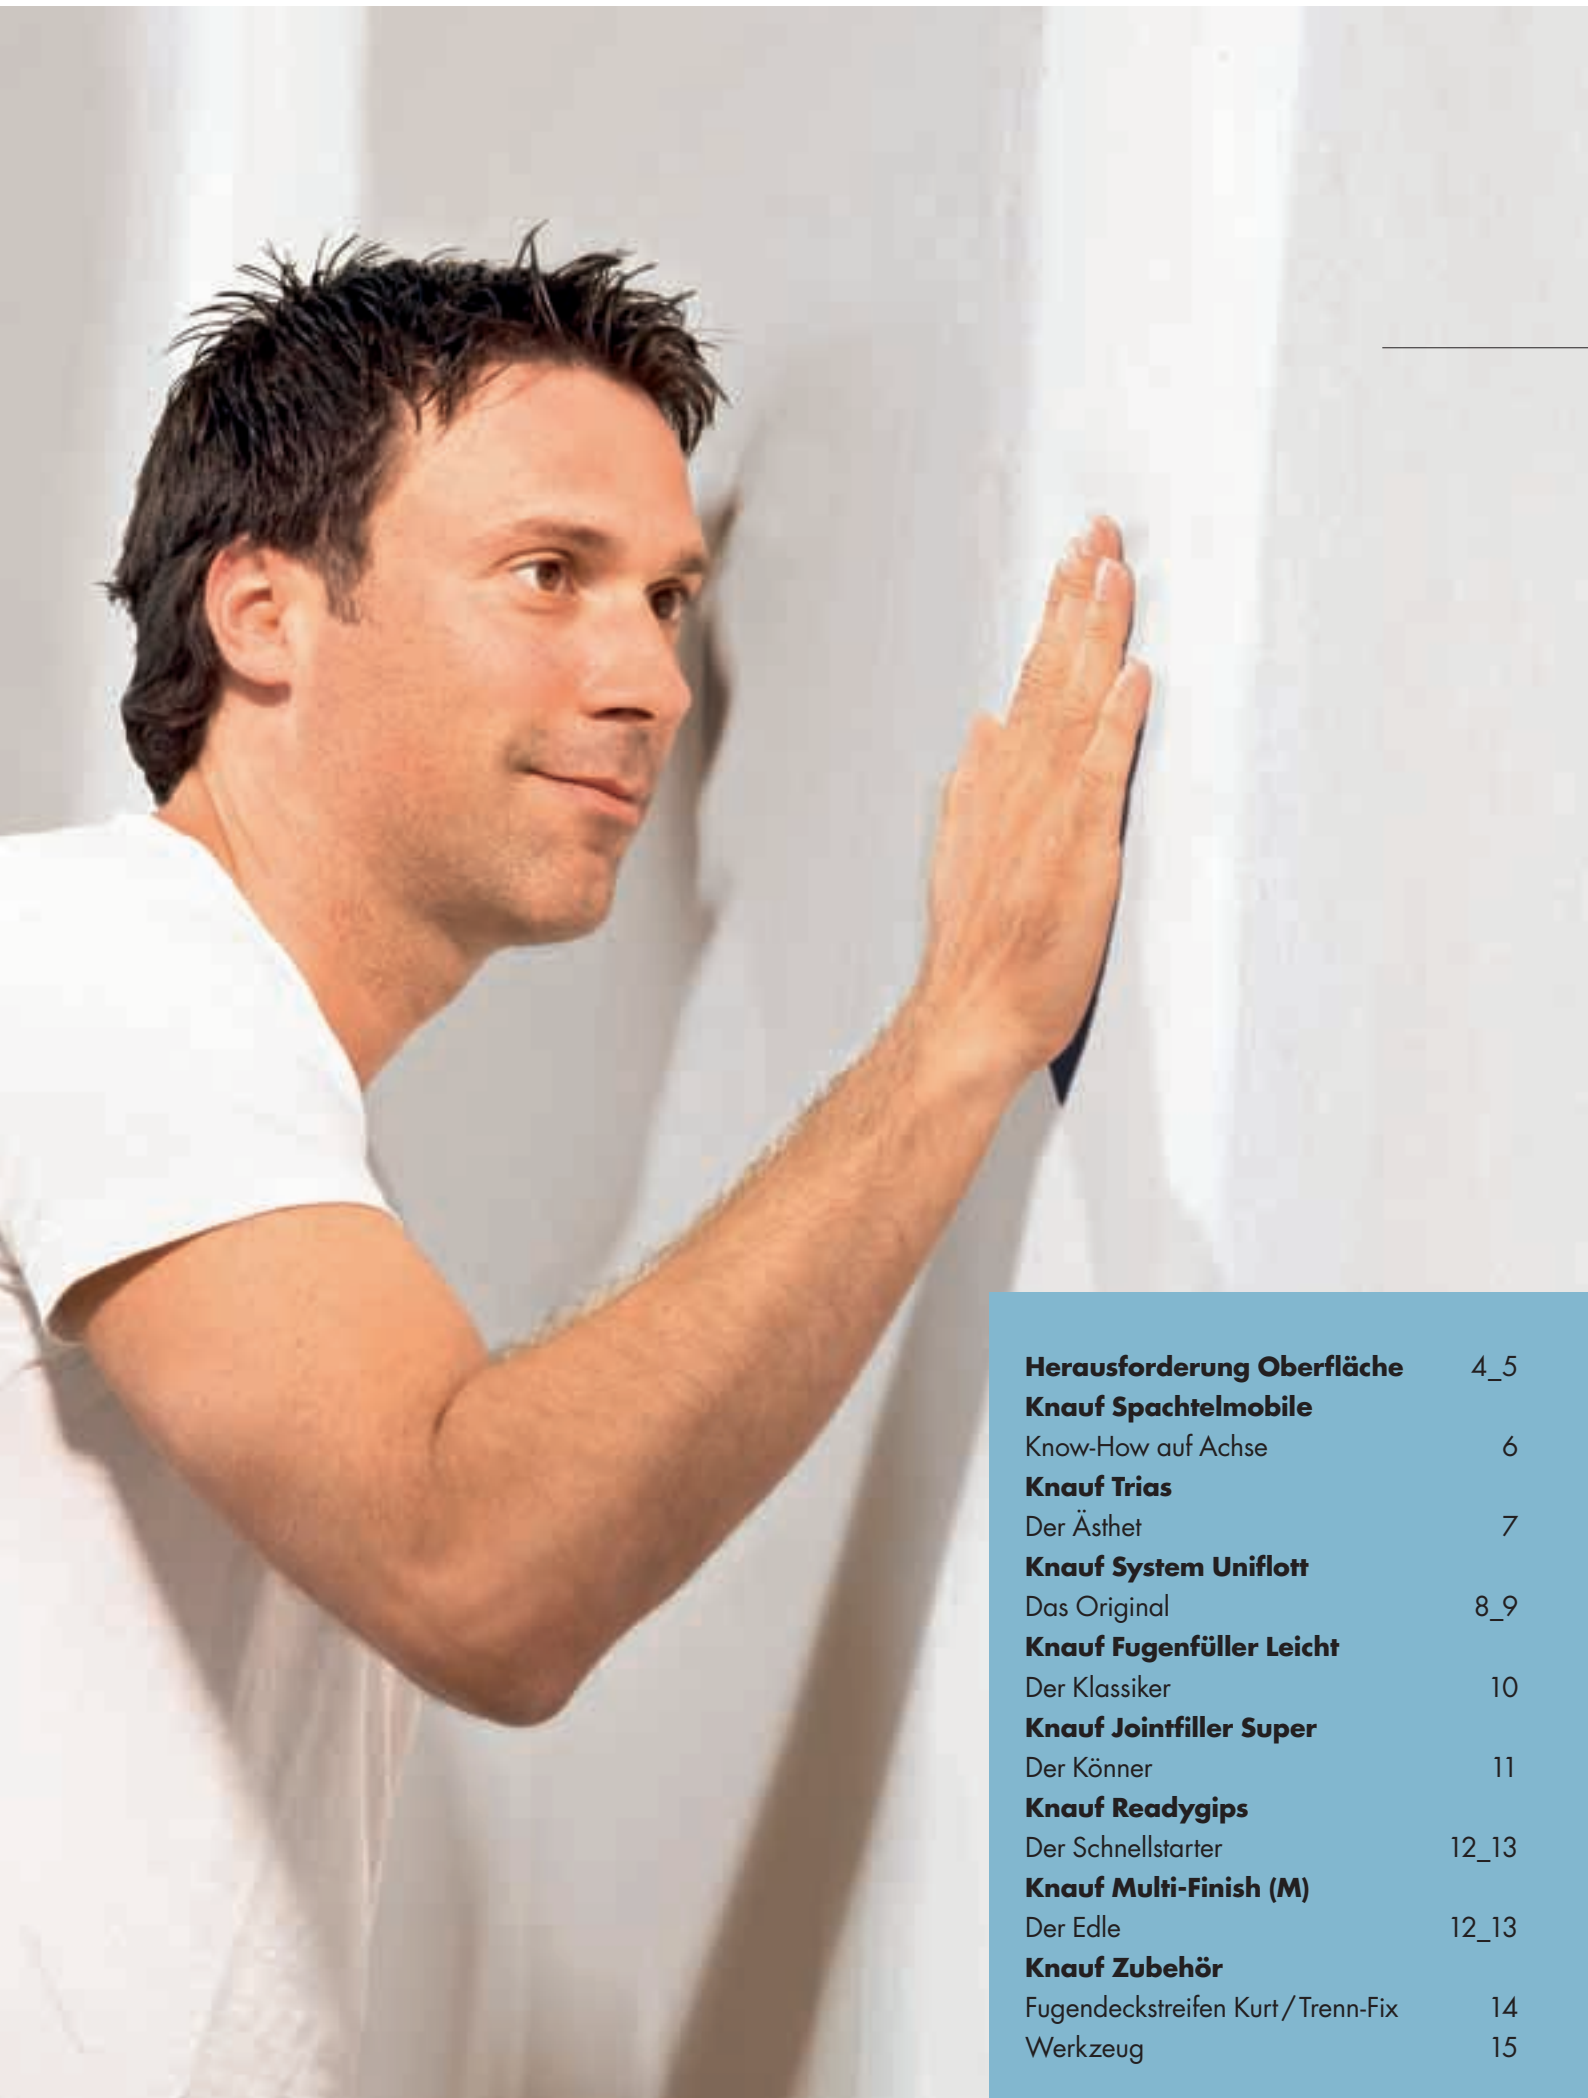 Herausforderung Oberfläche 4_5
Knauf Spachtelmobile
Know-How auf Achse 6
Knauf Trias
Der Ästhet 7
Knauf System Uniflott
Das Original 8_9
Knauf Fugenfüller Leicht
Der Klassiker 10
Knauf Jointfiller Super
Der Könner 11
Knauf Readygips
Der Schnellstarter 12_13
Knauf Multi-Finish (M)
Der Edle 12_13
Knauf Zubehör
Fugendeckstreifen Kurt / Trenn-Fix 14
Werkzeug 15